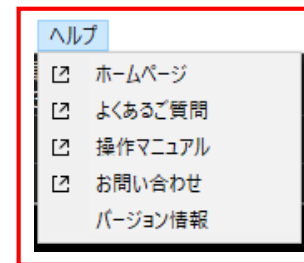 ヘルプ
ホームページ
よくあるご質問
操作マニュアル
お問い合わせ
バージョン情報